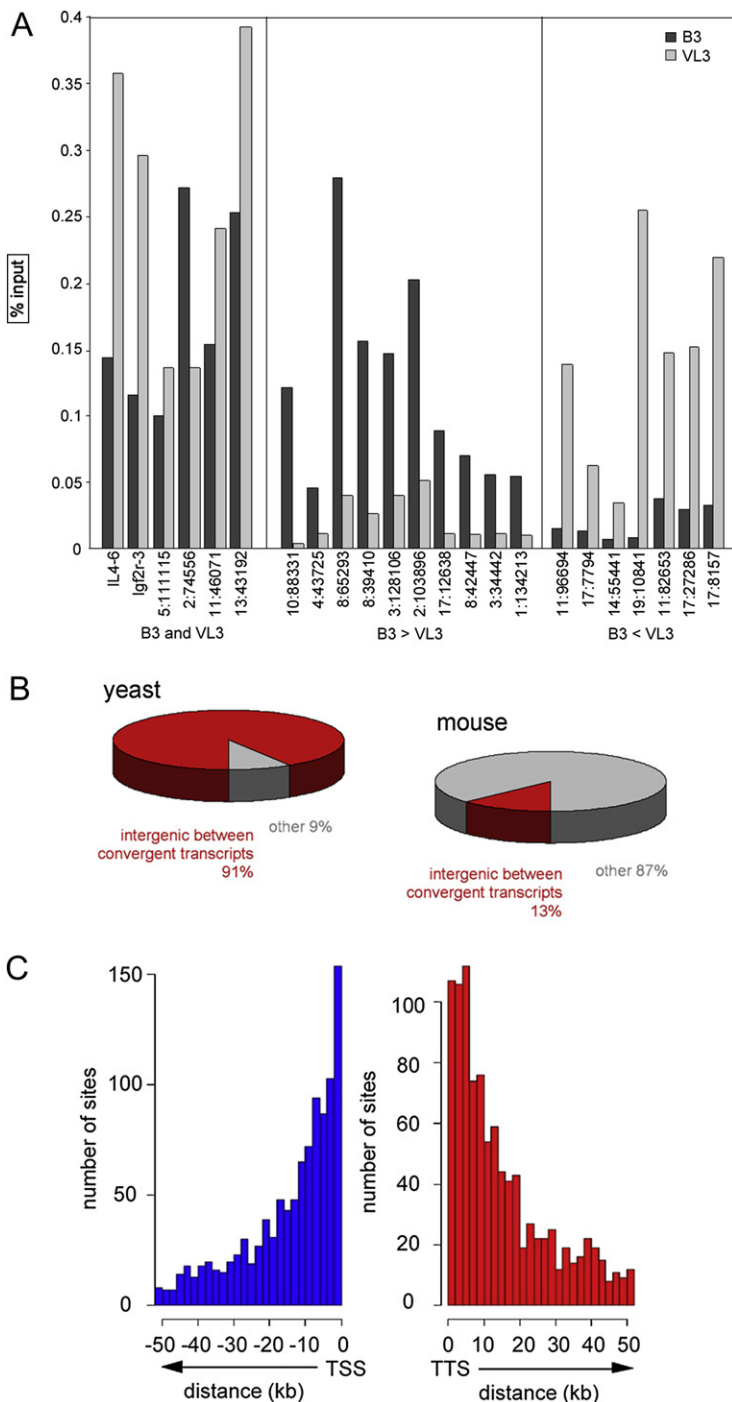 A
0.4
0.35
0.3
0.25
0.2
0.15
0.1
0.05
0
% input
B3
VL3
IL4-6
Igf2r-3
5:111115
2:74556
11:46071
13:43192
10:88331
4:43725
8:65293
8:39410
3:128106
2:103896
17:12638
8:42447
3:34442
1:134213
11:96694
17:7794
14:55441
19:10841
11:82653
17:27286
17:8157
B3 and VL3
B3 > VL3
B3 < VL3
B
yeast
intergenic between
convergent transcripts
91%
other 9%
mouse
intergenic between
convergent transcripts
13%
other 87%
C
150
100
50
0
number of sites
-50 -40 -30 -20 -10 0
TSS
distance (kb)
100
80
60
40
20
0
number of sites
0 10 20 30 40 50
TTS
distance (kb)